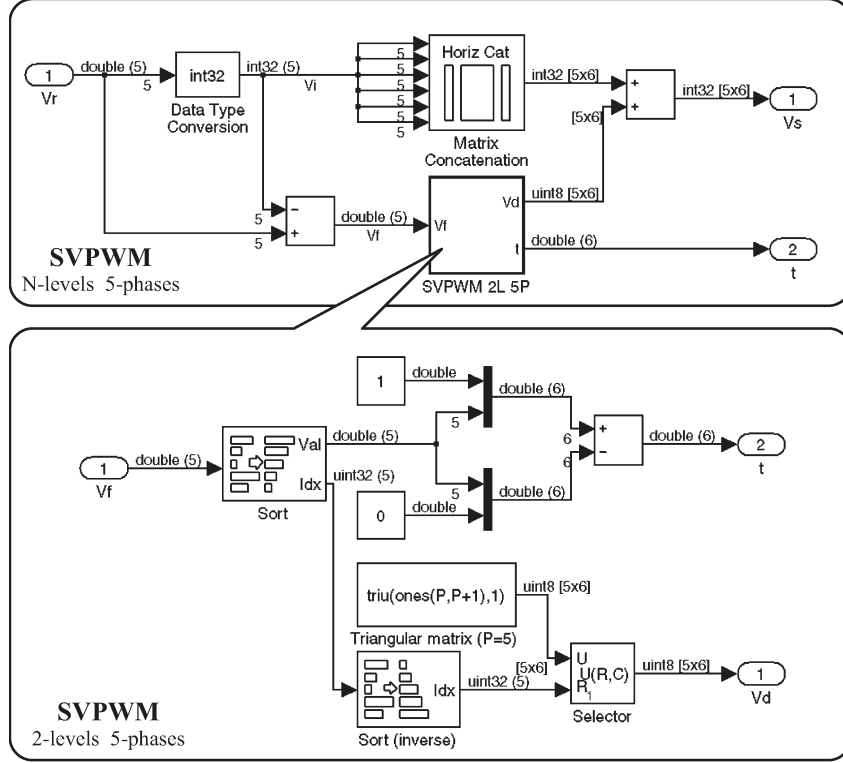 Horiz Cat
double (5)
int32 (5)
5
int32 [5x6]
+
1
int32
5
int32 [5x6]
5
5
Vi
5
+
1
Vr
5
Data Type
Conversion
5
[5x6]
Vs
5
Matrix
Concatenation
Vd
uint8 [5x6]
5
−
double (5)
Vf
5
+
Vf
double (6)
2
SVPWM
t
N-levels 5-phases
SVPWM 2L 5P
t
1
double
double (6)
Val
double (5)
5
6
+
double (6)
2
1
double (5)
uint32 (5)
6
−
t
Vf
Idx
5
double (6)
Sort
0
double
triu(ones(P,P+1),1)
uint8 [5x6]
Triangular matrix (P=5)
U
[5x6]
U(R,C)
uint8 [5x6]
1
Idx
uint32 (5)
R1
Vd
SVPWM
Selector
2-levels 5-phases
Sort (inverse)